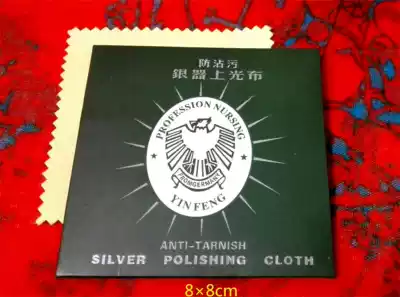 防沾污
銀器上光布
PROFESSION NURSING
FROMGERMANY
YIN FENG
ANTI-TARNISH
SILVER POLISHING CLOTH
8×8cm